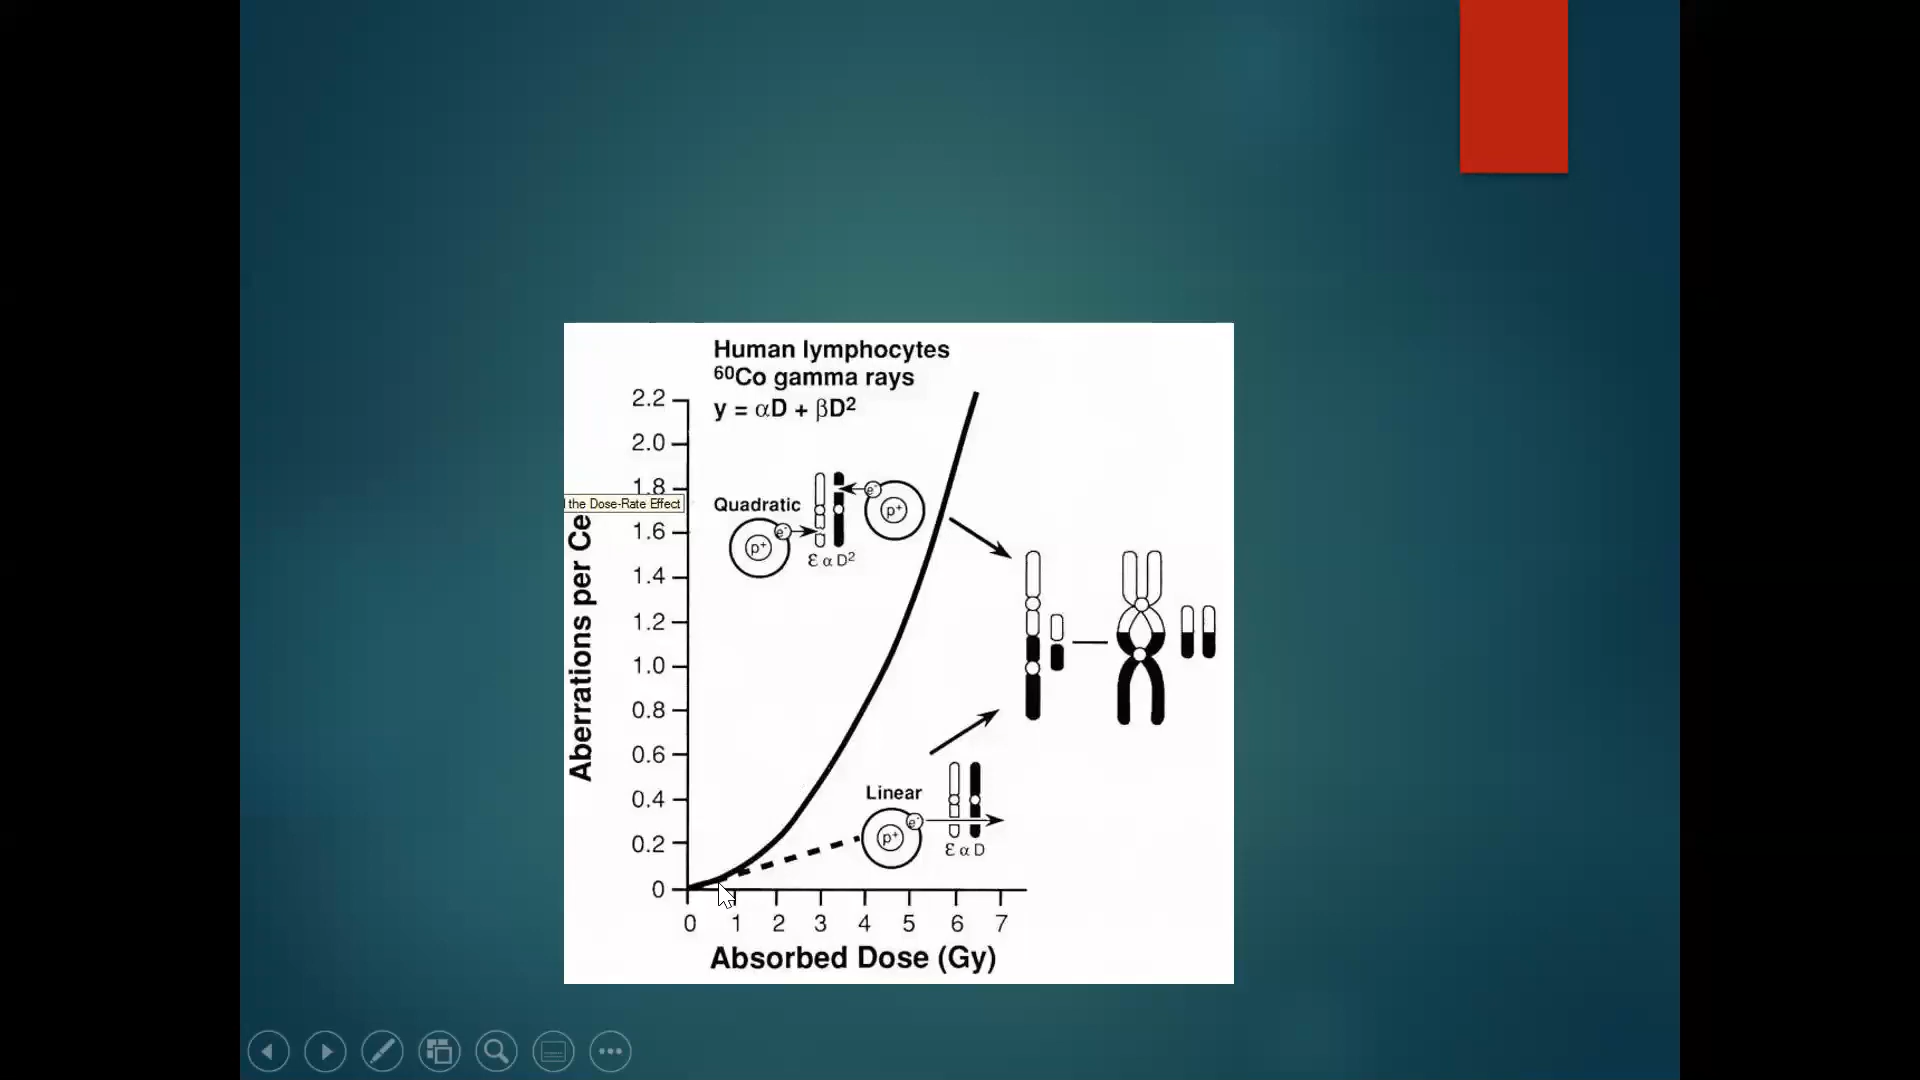 Human lymphocytes
⁶⁰Co gamma rays
y = αD + βD²
2.2
2.0
1.8
1.6
1.4
1.2
1.0
0.8
0.6
0.4
0.2
0
Aberrations per Ce
the Dose-Rate Effect
Quadratic
e⁻
p⁺
e⁻
p⁺
Ɛ α D²
Linear
e⁻
p⁺
Ɛ α D
0 1 2 3 4 5 6 7
Absorbed Dose (Gy)